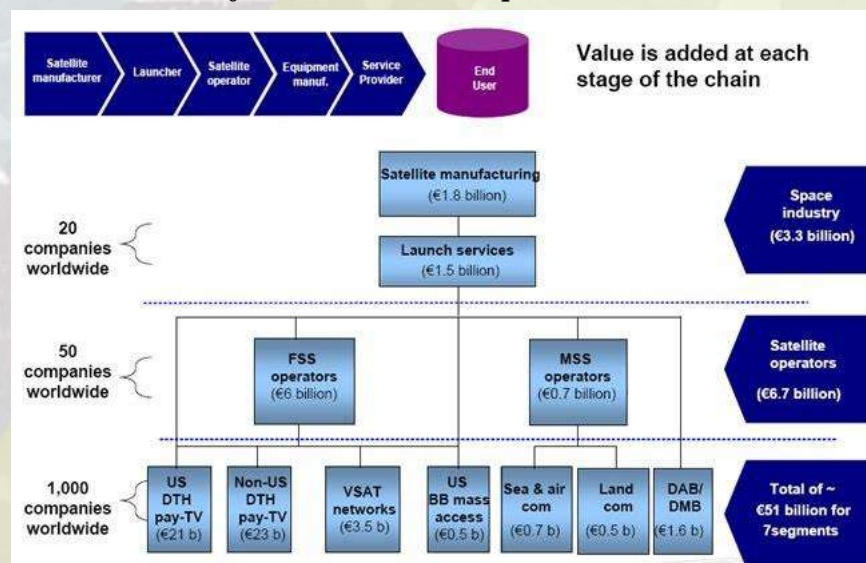 Satellite
manufacturer
Launcher
Satellite
operator
Equipment
manuf.
Service
Provider
End
User
Value is added at each
stage of the chain
Satellite manufacturing
(€1.8 billion)
Space
industry
(€3.3 billion)
20
companies
worldwide
Launch services
(€1.5 billion)
50
companies
worldwide
FSS
operators
(€6 billion)
MSS
operators
(€0.7 billion)
Satellite
operators
(€6.7 billion)
1,000
companies
worldwide
US
DTH
pay-TV
(€21 b)
Non-US
DTH
pay-TV
(€23 b)
VSAT
networks
(€3.5 b)
US
BB mass
access
(€0.5 b)
Sea & air
com
(€0.7 b)
Land
com
(€0.5 b)
DAB/
DMB
(€1.6 b)
Total of ~
€51 billion for
7segments